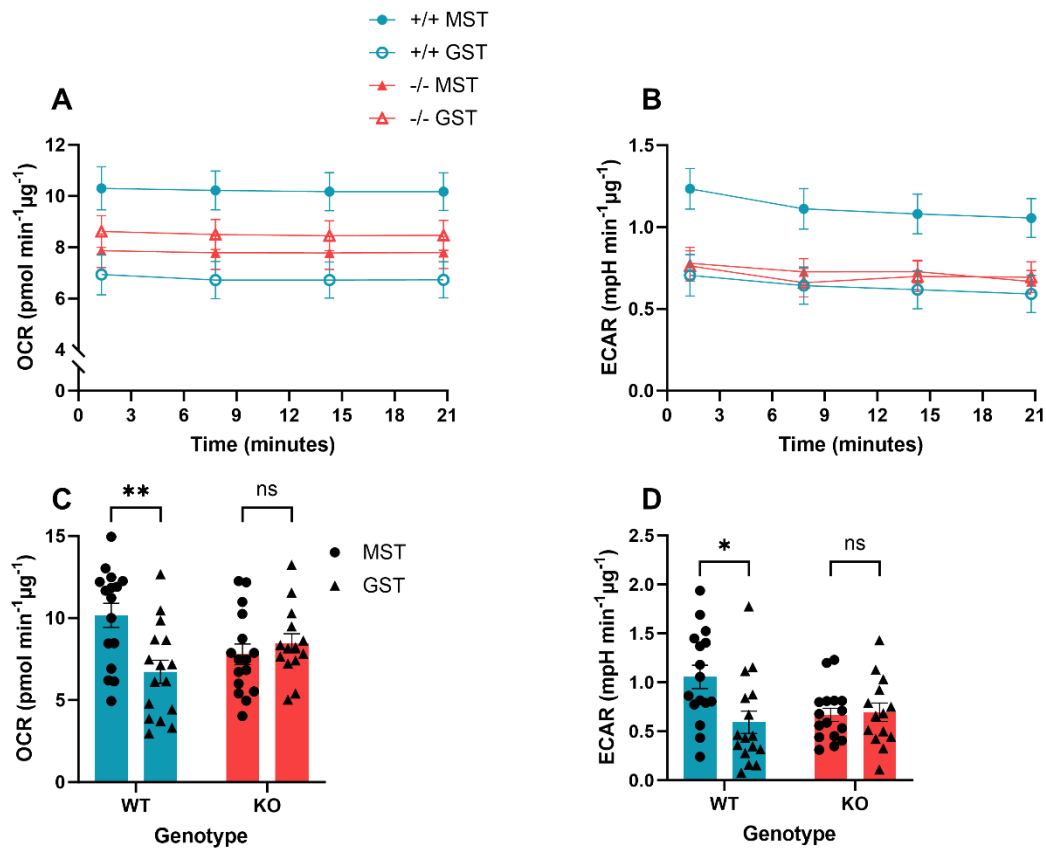 +/+ MST
+/+ GST
-/- MST
-/- GST
A
OCR (pmol min⁻¹µg⁻¹)
12
10
8
6
4
0
0 3 6 9 12 15 18 21
Time (minutes)
B
ECAR (mpH min⁻¹µg⁻¹)
1.5
1.0
0.5
0.0
0 3 6 9 12 15 18 21
Time (minutes)
C
OCR (pmol min⁻¹µg⁻¹)
15
10
5
0
** ns
MST
GST
WT KO
Genotype
D
ECAR (mpH min⁻¹µg⁻¹)
2.5
2.0
1.5
1.0
0.5
0.0
* ns
WT KO
Genotype